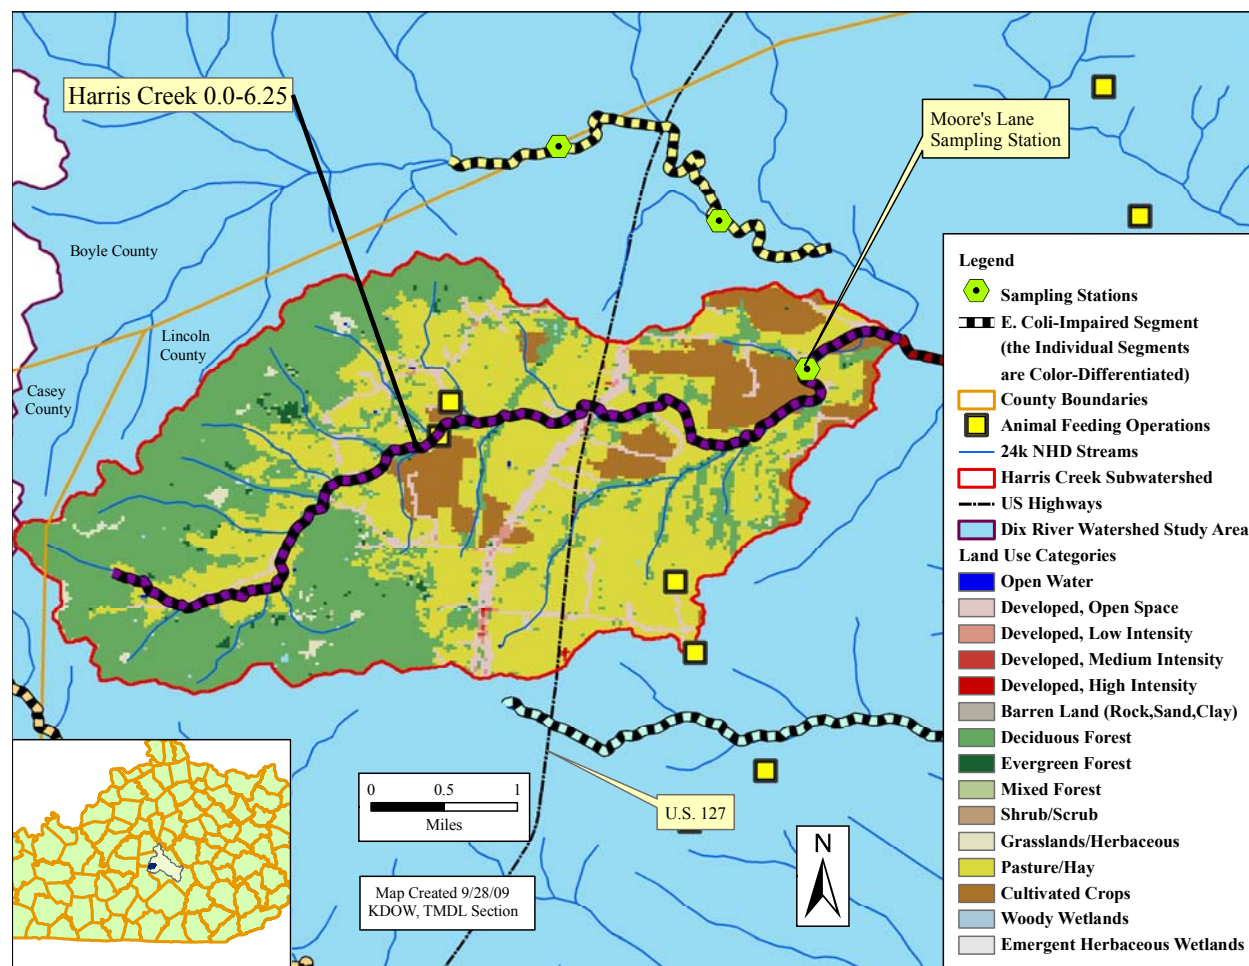 Harris Creek 0.0-6.25
Moore's Lane
Sampling Station
Boyle County
Lincoln
County
Casey
County
Legend
Sampling Stations
E. Coli-Impaired Segment
(the Individual Segments
are Color-Differentiated)
County Boundaries
Animal Feeding Operations
24k NHD Streams
Harris Creek Subwatershed
US Highways
Dix River Watershed Study Area
Land Use Categories
Open Water
Developed, Open Space
Developed, Low Intensity
Developed, Medium Intensity
Developed, High Intensity
Barren Land (Rock,Sand,Clay)
Deciduous Forest
Evergreen Forest
Mixed Forest
Shrub/Scrub
Grasslands/Herbaceous
Pasture/Hay
Cultivated Crops
Woody Wetlands
Emergent Herbaceous Wetlands
0 0.5 1
Miles
U.S. 127
Map Created 9/28/09
KDOW, TMDL Section
N